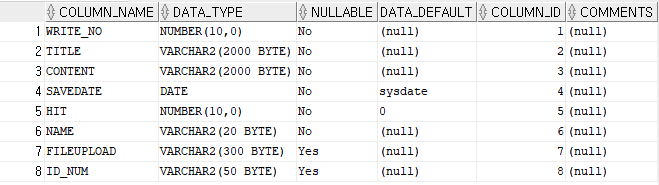 COLUMN_NAME DATA_TYPE NULLABLE DATA_DEFAULT COLUMN_ID COMMENTS
1 WRITE_NO NUMBER(10,0) No (null) 1 (null)
2 TITLE VARCHAR2(2000 BYTE) No (null) 2 (null)
3 CONTENT VARCHAR2(2000 BYTE) No (null) 3 (null)
4 SAVEDATE DATE No sysdate 4 (null)
5 HIT NUMBER(10,0) No 0 5 (null)
6 NAME VARCHAR2(20 BYTE) No (null) 6 (null)
7 FILEUPLOAD VARCHAR2(300 BYTE) Yes (null) 7 (null)
8 ID_NUM VARCHAR2(50 BYTE) Yes (null) 8 (null)